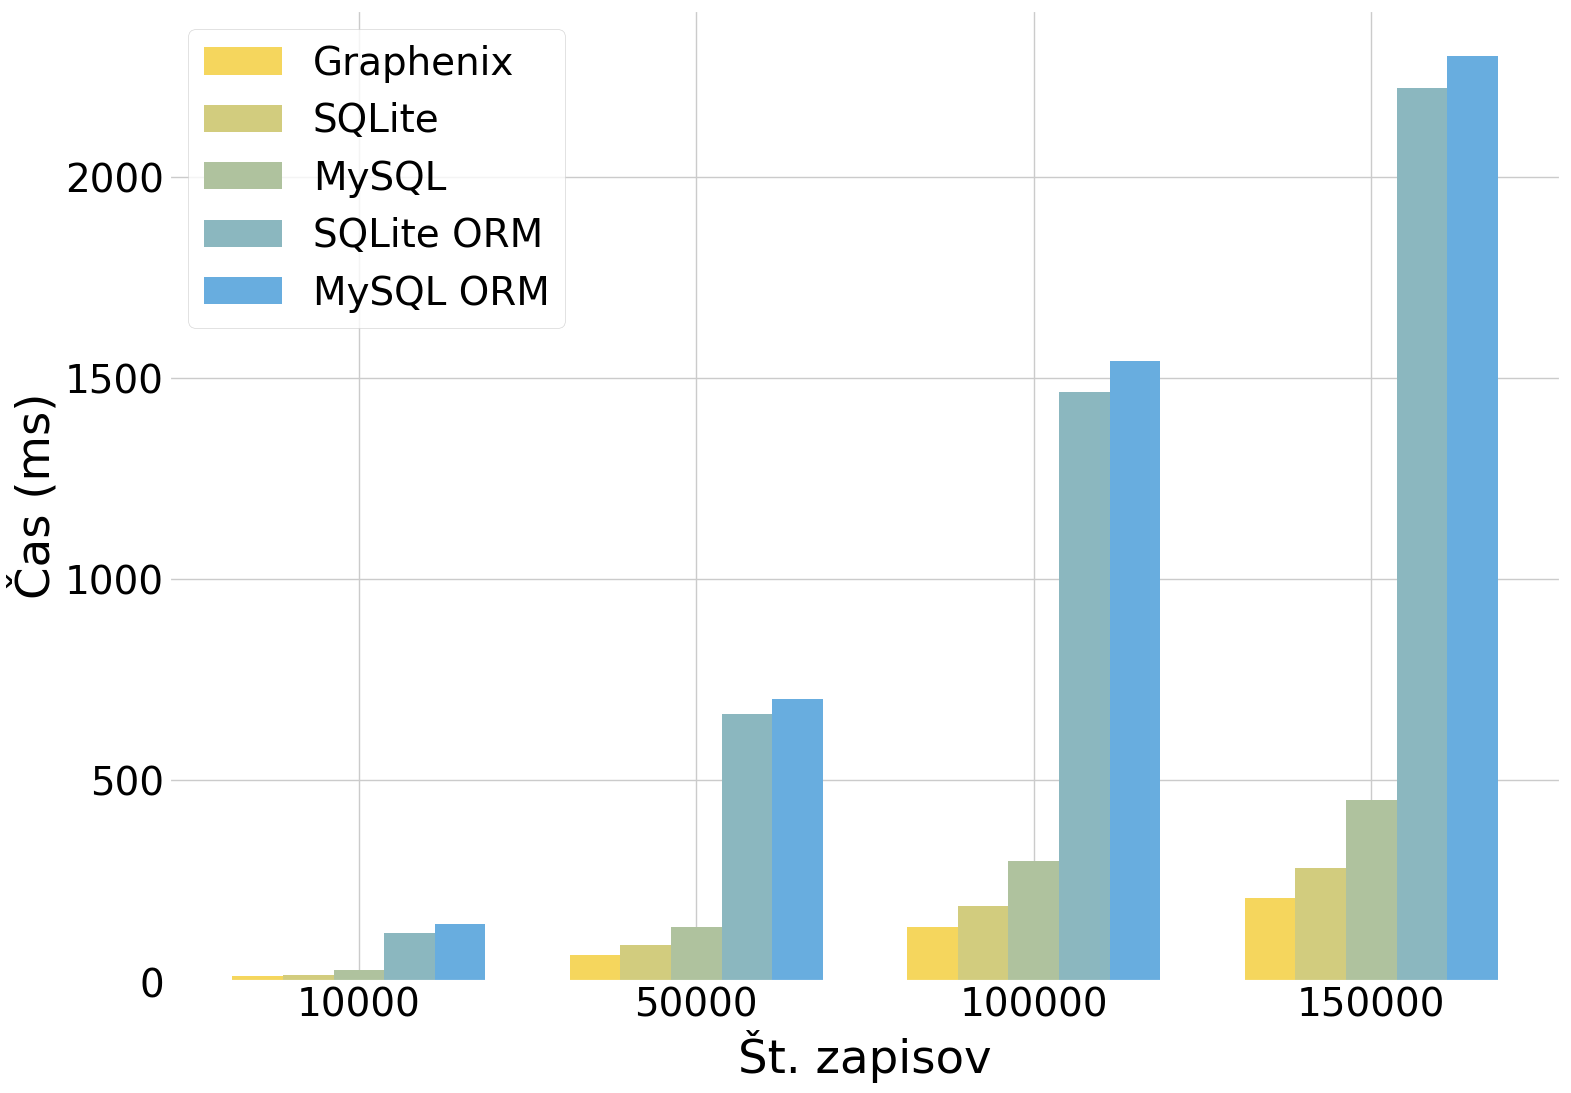 Graphenix
SQLite
MySQL
SQLite ORM
MySQL ORM
2000
1500
1000
500
0
Čas (ms)
10000 50000 100000 150000
Št. zapisov